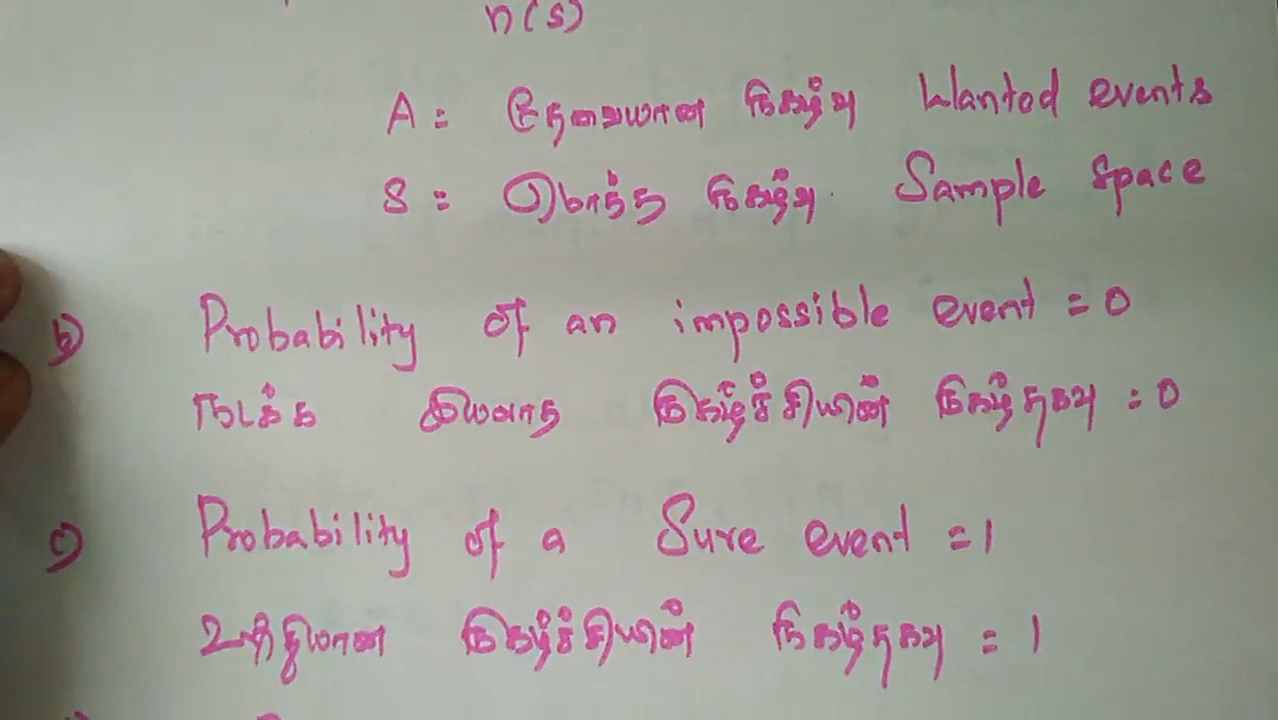 n(s)
A = தேவையான நிகழ்வு Wanted events
S = மொத்த நிகழ்வு. Sample Space
b) Probability of an impossible event = 0
நடக்க இயலாத நிகழ்ச்சியின் நிகழ்தகவு = 0
c) Probability of a Sure event = 1
உறுதியான நிகழ்ச்சியின் நிகழ்தகவு = 1